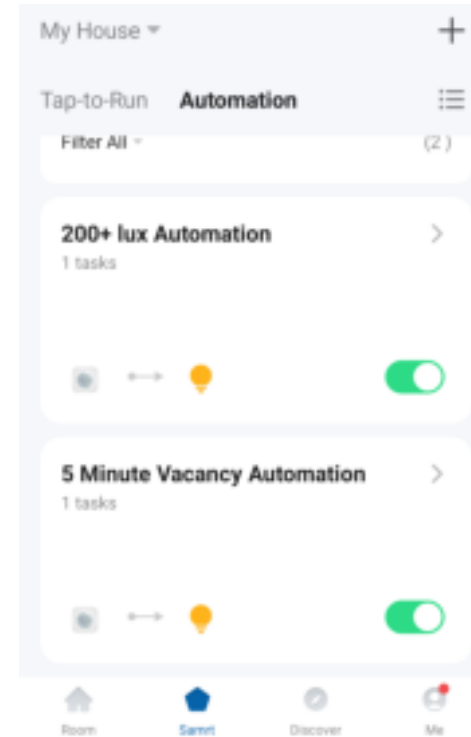 My House
Tap-to-Run Automation
Filter All (2)
200+ lux Automation
1 tasks
5 Minute Vacancy Automation
1 tasks
Room Samrt Discover Me